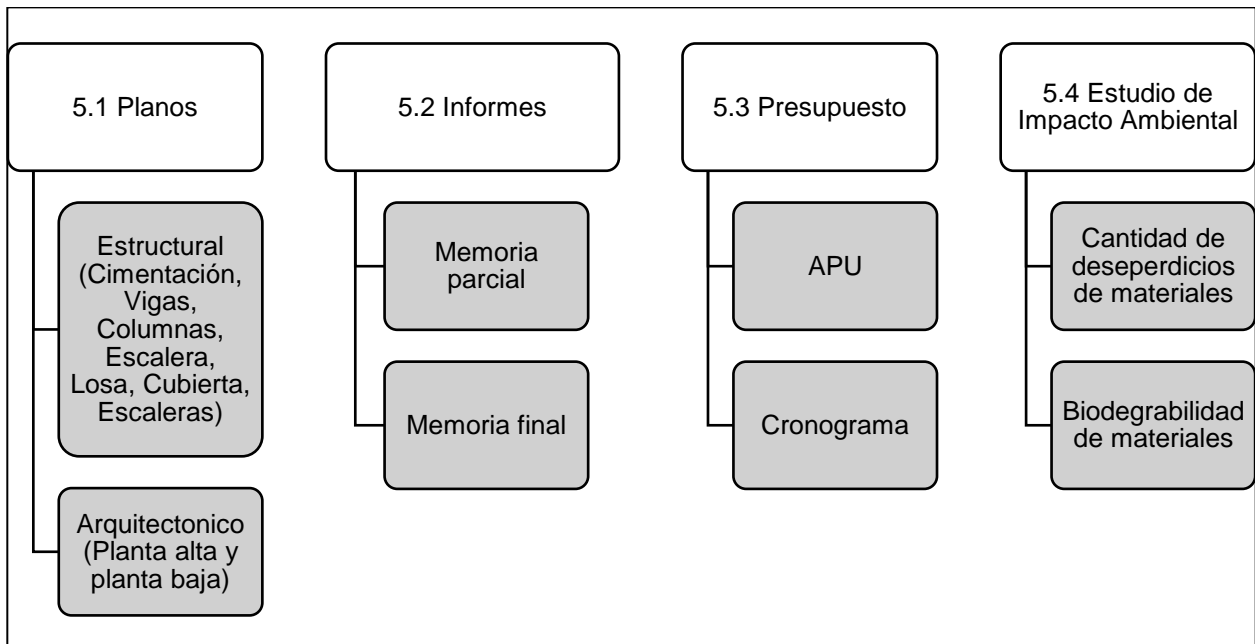 5.1 Planos
Estructural
(Cimentación,
Vigas,
Columnas,
Escalera,
Losa, Cubierta,
Escaleras)
Arquitectonico
(Planta alta y
planta baja)
5.2 Informes
Memoria
parcial
Memoria final
5.3 Presupuesto
APU
Cronograma
5.4 Estudio de
Impacto Ambiental
Cantidad de
deseperdicios
de materiales
Biodegrabilidad
de materiales